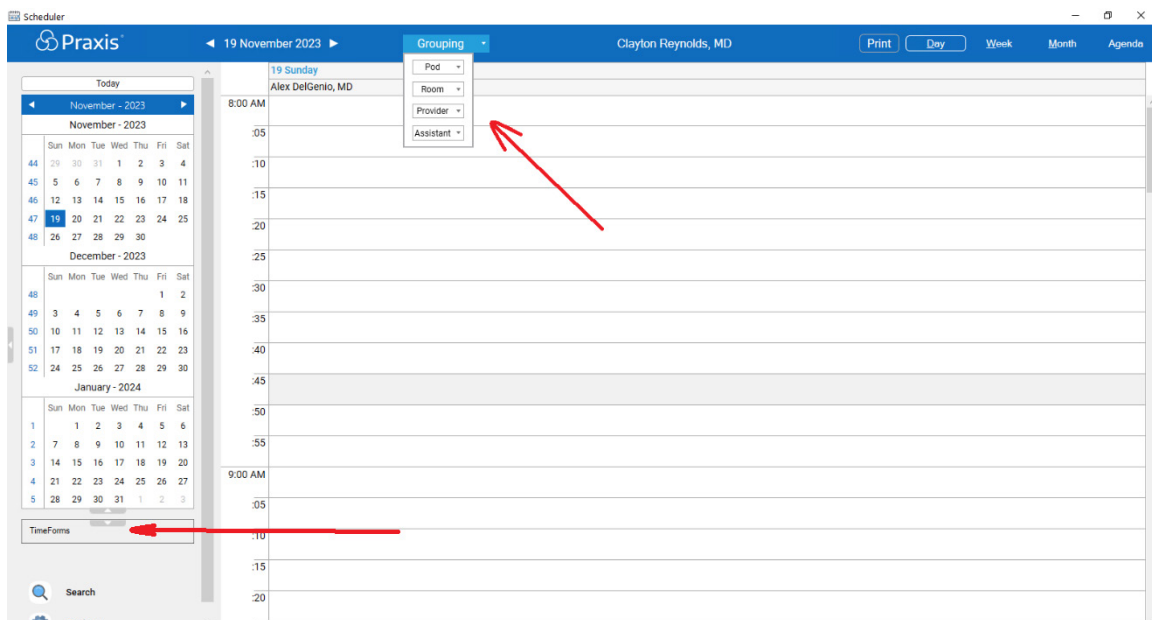 Scheduler
Praxis
19 November 2023
Grouping
Clayton Reynolds, MD
Print
Day
Week
Month
Agenda
Pod
Room
Provider
Assistant
Today
November - 2023
November - 2023
Sun Mon Tue Wed Thu Fri Sat
44 29 30 31 1 2 3 4
45 5 6 7 8 9 10 11
46 12 13 14 15 16 17 18
47 19 20 21 22 23 24 25
48 26 27 28 29 30
December - 2023
Sun Mon Tue Wed Thu Fri Sat
48 1 2
49 3 4 5 6 7 8 9
50 10 11 12 13 14 15 16
51 17 18 19 20 21 22 23
52 24 25 26 27 28 29 30
January - 2024
Sun Mon Tue Wed Thu Fri Sat
1 1 2 3 4 5 6
2 7 8 9 10 11 12 13
3 14 15 16 17 18 19 20
4 21 22 23 24 25 26 27
5 28 29 30 31 1 2 3
TimeForms
Search
19 Sunday
Alex DelGenio, MD
8:00 AM
:05
:10
:15
:20
:25
:30
:35
:40
:45
:50
:55
9:00 AM
:05
:10
:15
:20